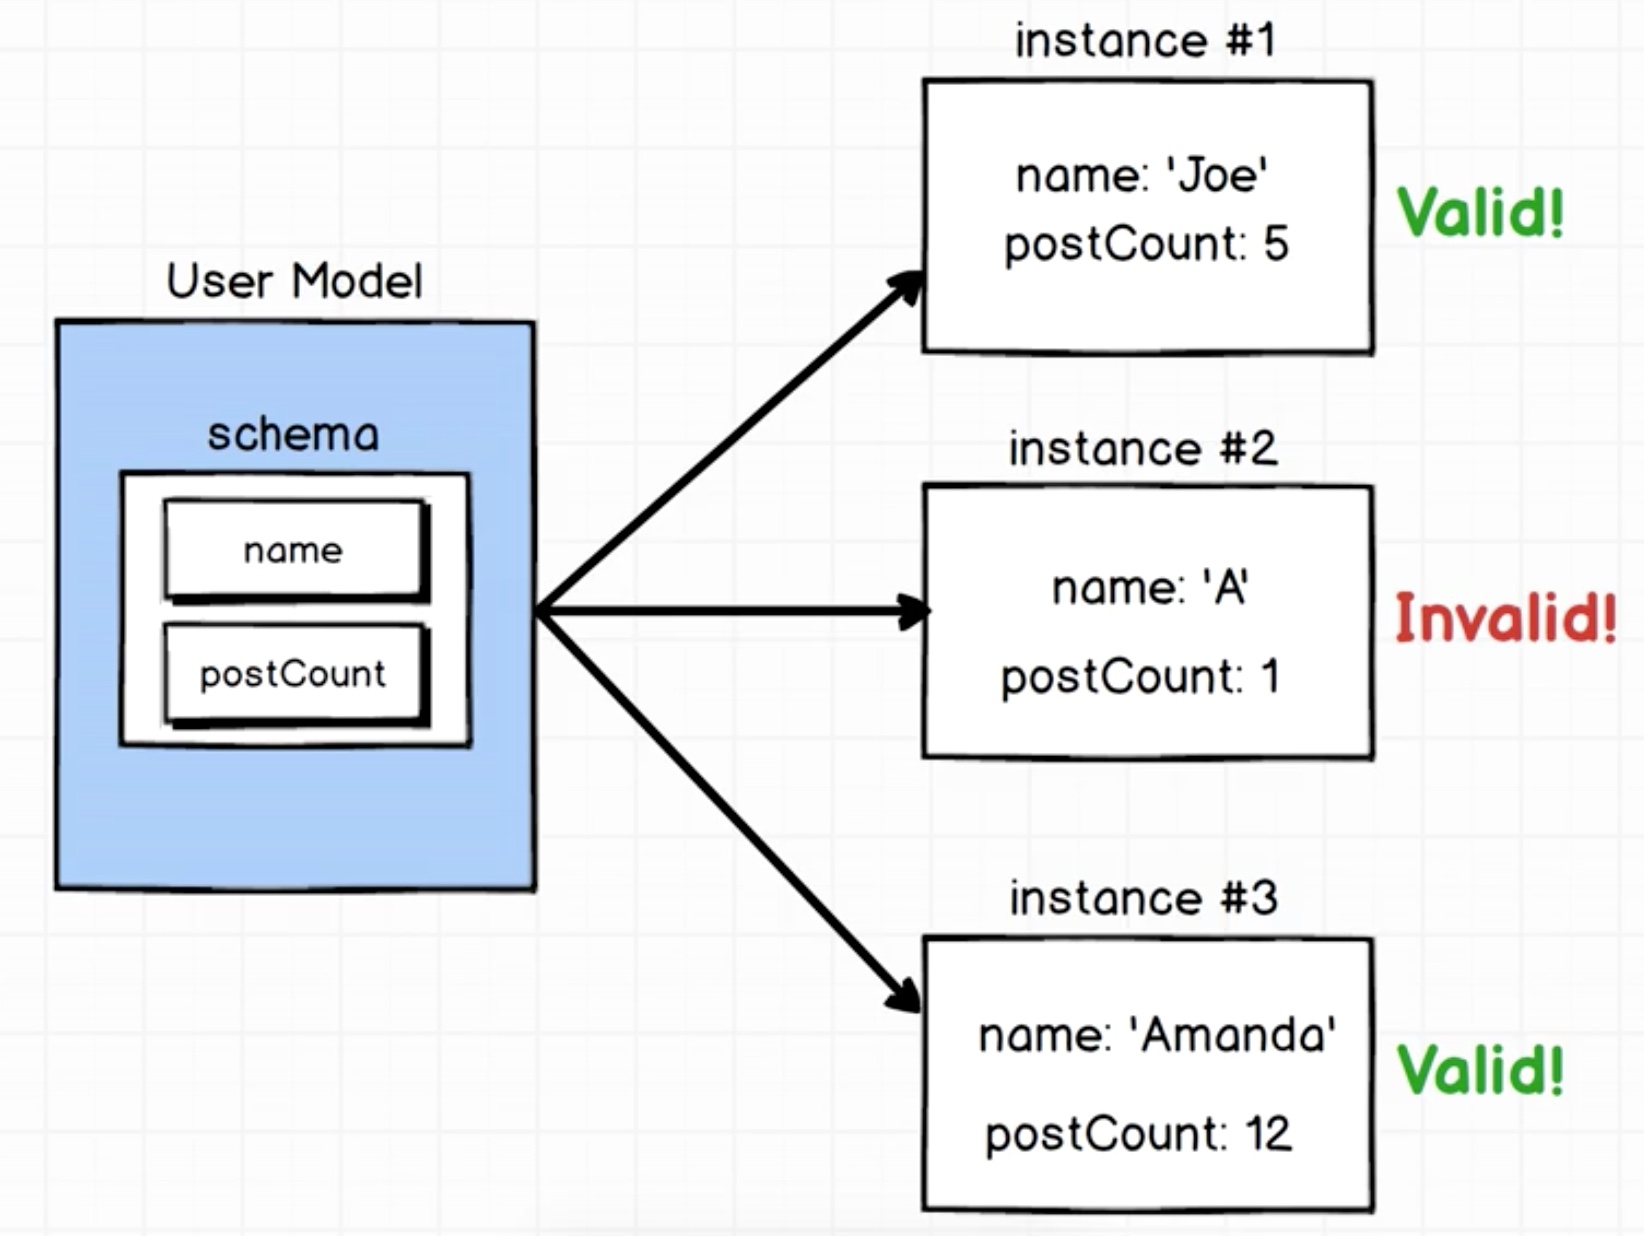 User Model
schema
name
postCount
instance #1
name: 'Joe'
postCount: 5
Valid!
instance #2
name: 'A'
postCount: 1
Invalid!
instance #3
name: 'Amanda'
postCount: 12
Valid!